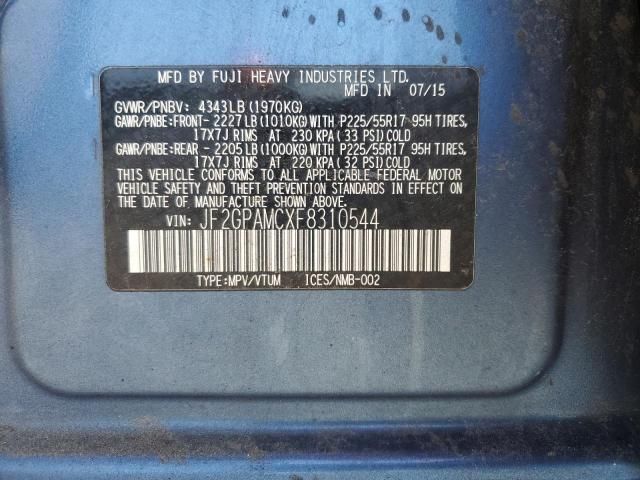 MFD BY FUJI HEAVY INDUSTRIES LTD.
MFD IN 07/15
GVWR/PNBV: 4343LB(1970KG)
GAWR/PNBE:FRONT- 2227LB(1010KG)WITH P225/55R17 95H TIRES,
17X7J RIMS AT 230 KPA(33 PSI)COLD
GAWR/PNBE:REAR - 2205LB(1000KG)WITH P225/55R17 95H TIRES,
17X7J RIMS AT 220 KPA(32 PSI)COLD
THIS VEHICLE CONFORMS TO ALL APPLICABLE FEDERAL MOTOR
VEHICLE SAFETY AND THEFT PREVENTION STANDARDS IN EFFECT ON
THE DATE OF MANUFACTURE SHOWN ABOVE.
VIN: JF2GPAMCXF8310544
TYPE:MPV/VTUM ICES/NMB-002